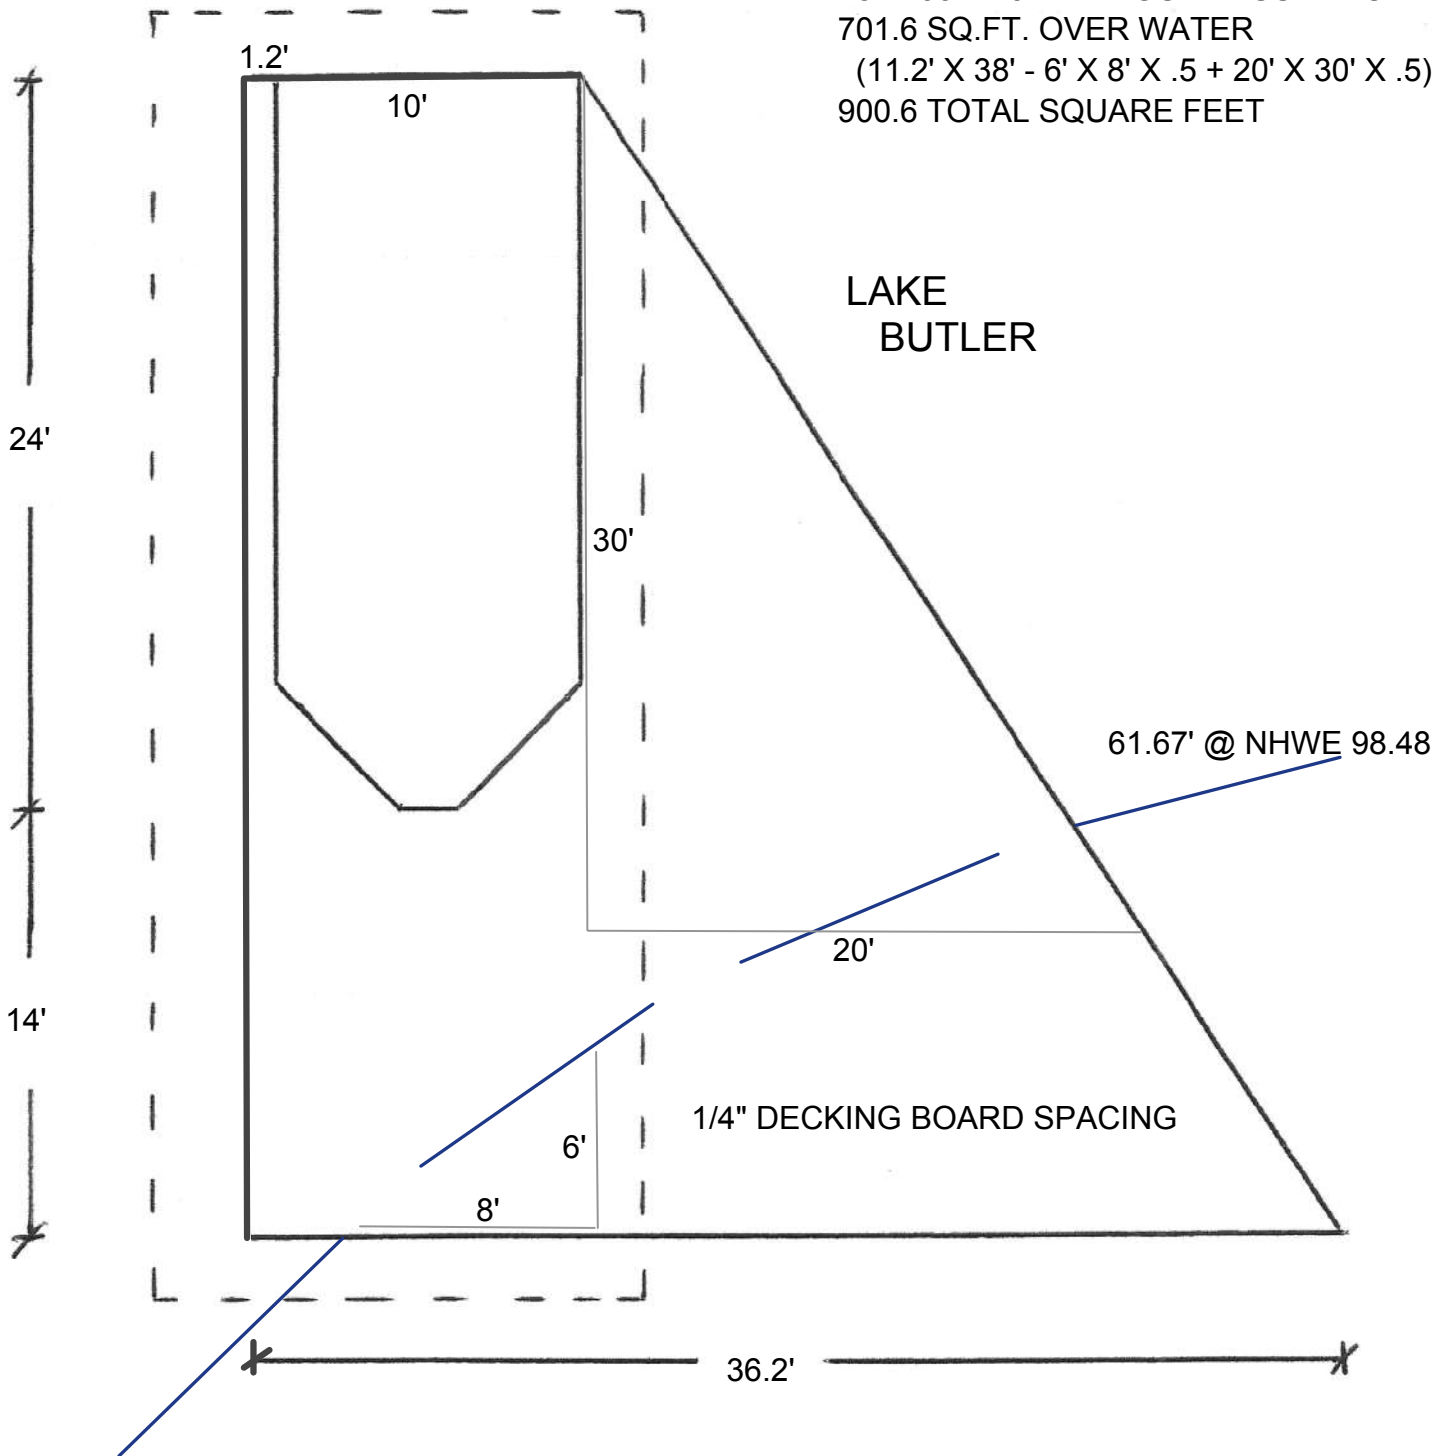 701.6 SQ.FT. OVER WATER
(11.2' X 38' - 6' X 8' X .5 + 20' X 30' X .5)
900.6 TOTAL SQUARE FEET
1.2'
10'
LAKE
BUTLER
24'
30'
61.67' @ NHWE 98.48
20'
14'
1/4" DECKING BOARD SPACING
6'
8'
36.2'